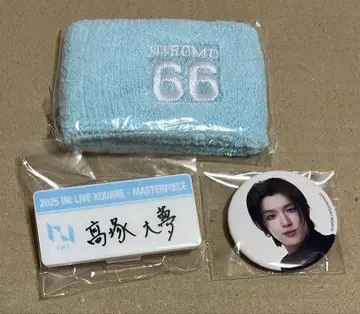 HIROMU
66
2025 INI LIVE XQUARE - MASTERPIECE
INI
髙塚 大夢